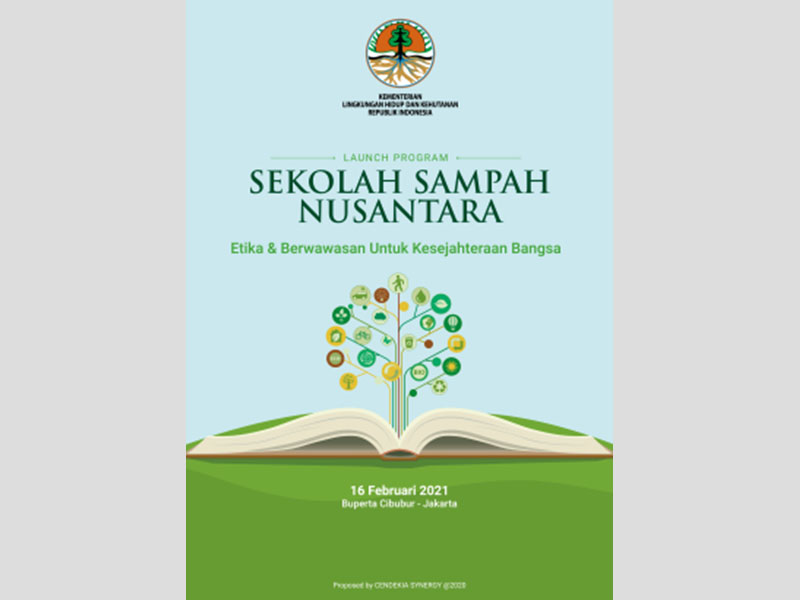 KEMENTERIAN
LINGKUNGAN HIDUP DAN KEHUTANAN
REPUBLIK INDONESIA
LAUNCH PROGRAM
SEKOLAH SAMPAH
NUSANTARA
Etika & Berwawasan Untuk Kesejahteraan Bangsa
BIO
16 Februari 2021
Buperta Cibubur - Jakarta
Proposed by CENDEKIA SYNERGY @2020